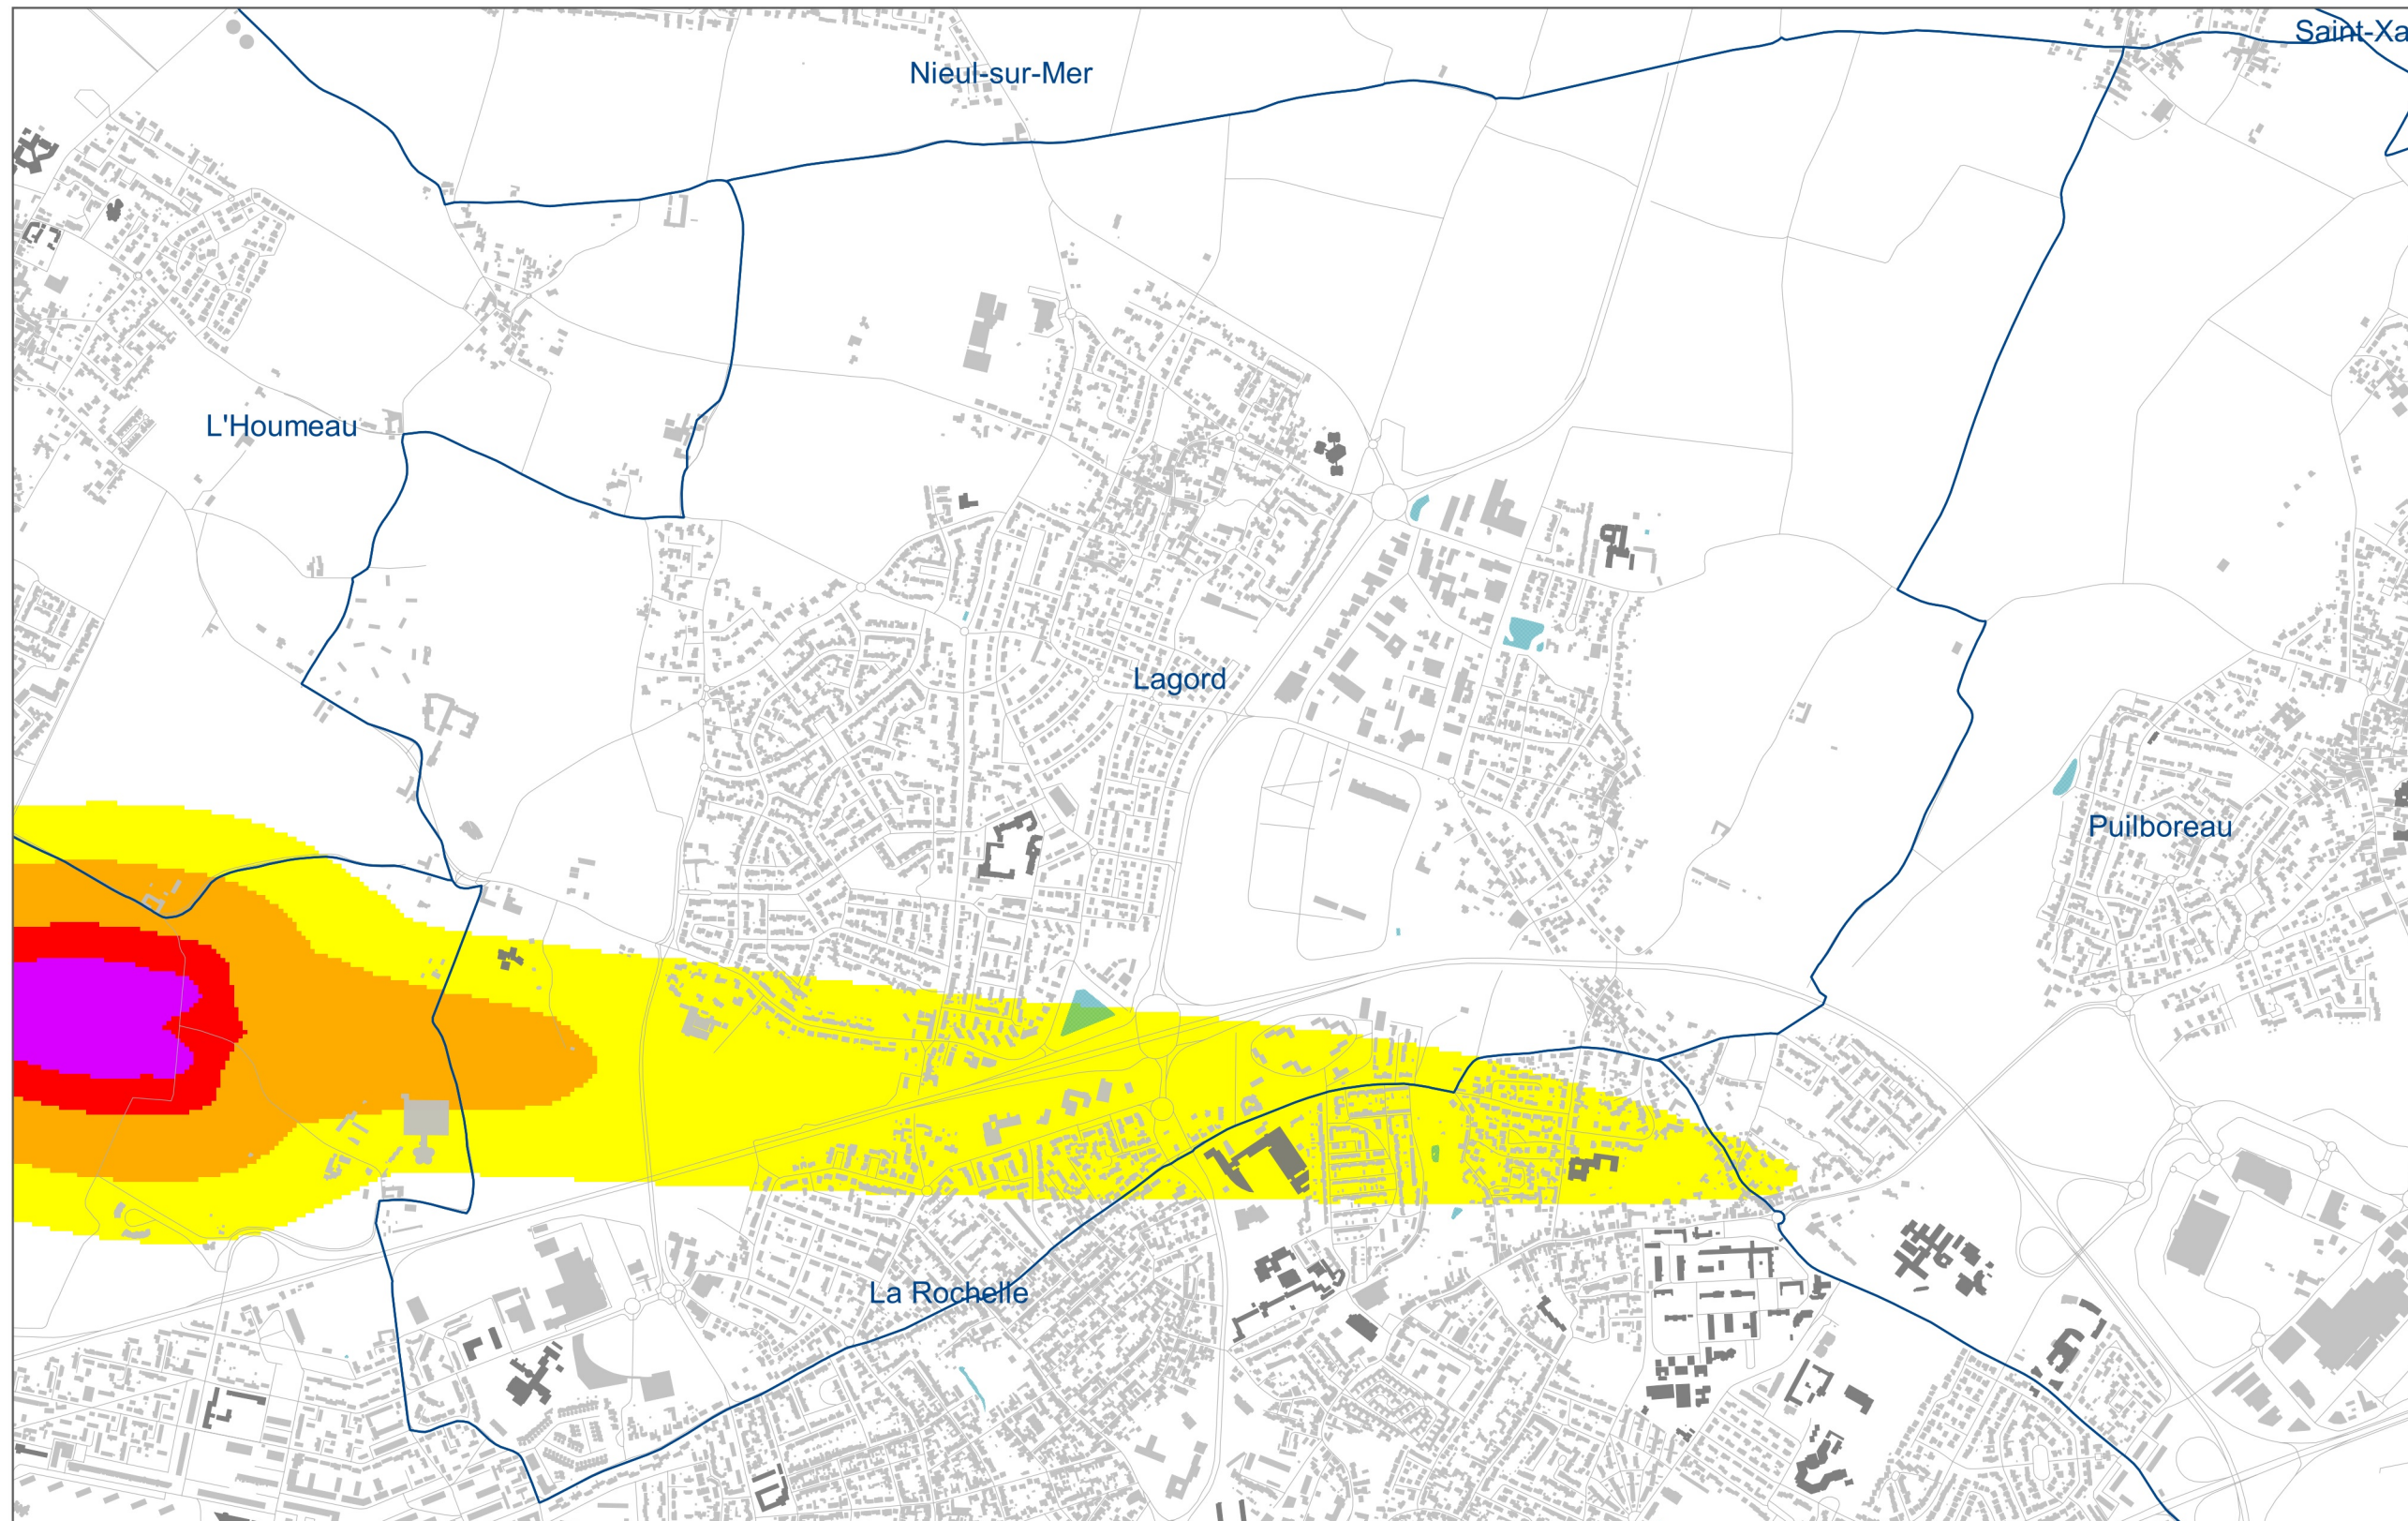 Saint-Xa
Nieul-sur-Mer
L'Houmeau
Lagord
Puilboreau
La Rochelle